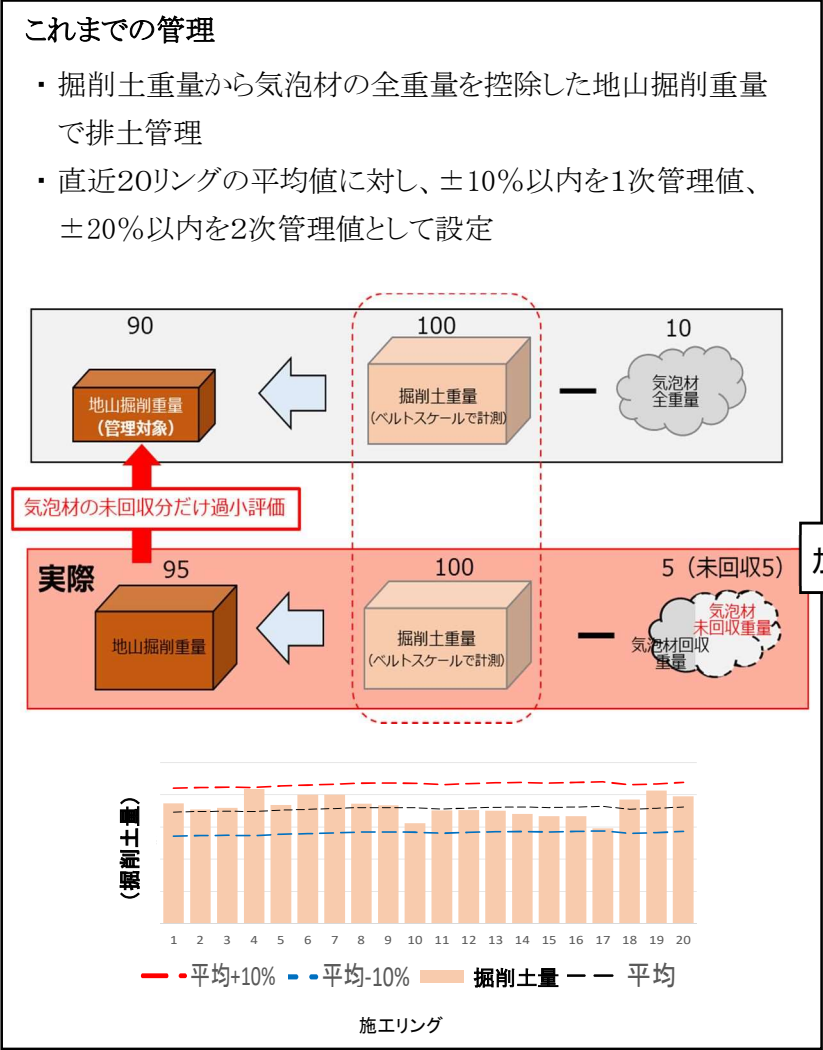 これまでの管理
・掘削土重量から気泡材の全重量を控除した地山掘削重量
で排土管理
・直近20リングの平均値に対し、±10％以内を1次管理値、
±20％以内を2次管理値として設定
90
100
10
地山掘削重量
（管理対象）
掘削土重量
（ベルトスケールで計測）
ー
気泡材
全重量
気泡材の未回収分だけ過小評価
実際
95
100
5（未回収5）
地山掘削重量
掘削土重量
（ベルトスケールで計測）
ー
気泡材
未回収重量
気泡材回収
重量
（掘削土量）
1 2 3 4 5 6 7 8 9 10 11 12 13 14 15 16 17 18 19 20
平均+10% 平均-10% 掘削土量 平均
施工リング